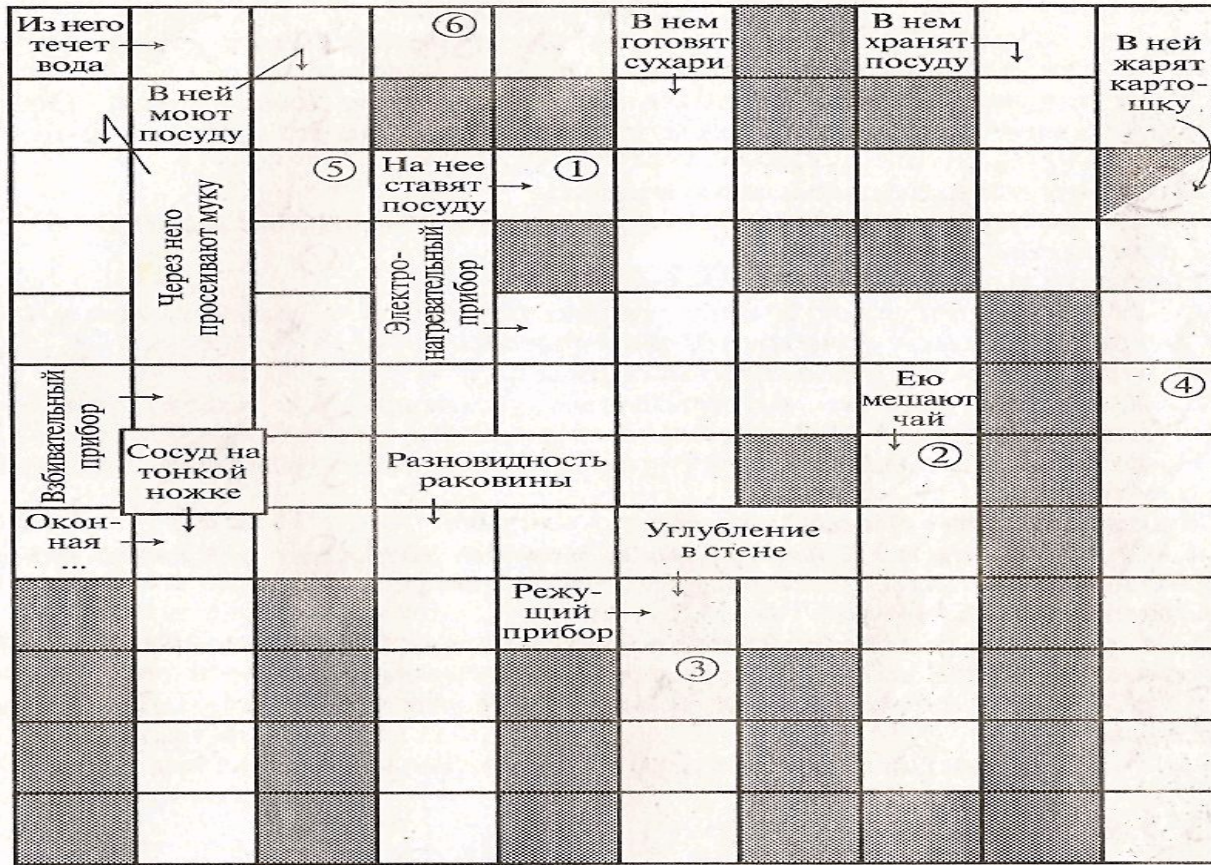 Из него
течет
вода
⑥
В нем
готовят
сухари
В нем
хранят
посуду
В ней
жарят
карто-
шку
В ней
моют
посуду
Через него
просеивают муку
⑤
На нее
ставят
посуду
①
Электро-
нагревательный
прибор
Взбивательный
прибор
Ею
мешают
чай
④
Сосуд на
тонкой
ножке
Разновидность
раковины
②
Окон-
ная
...
Углубление
в стене
Режу-
щий
прибор
③